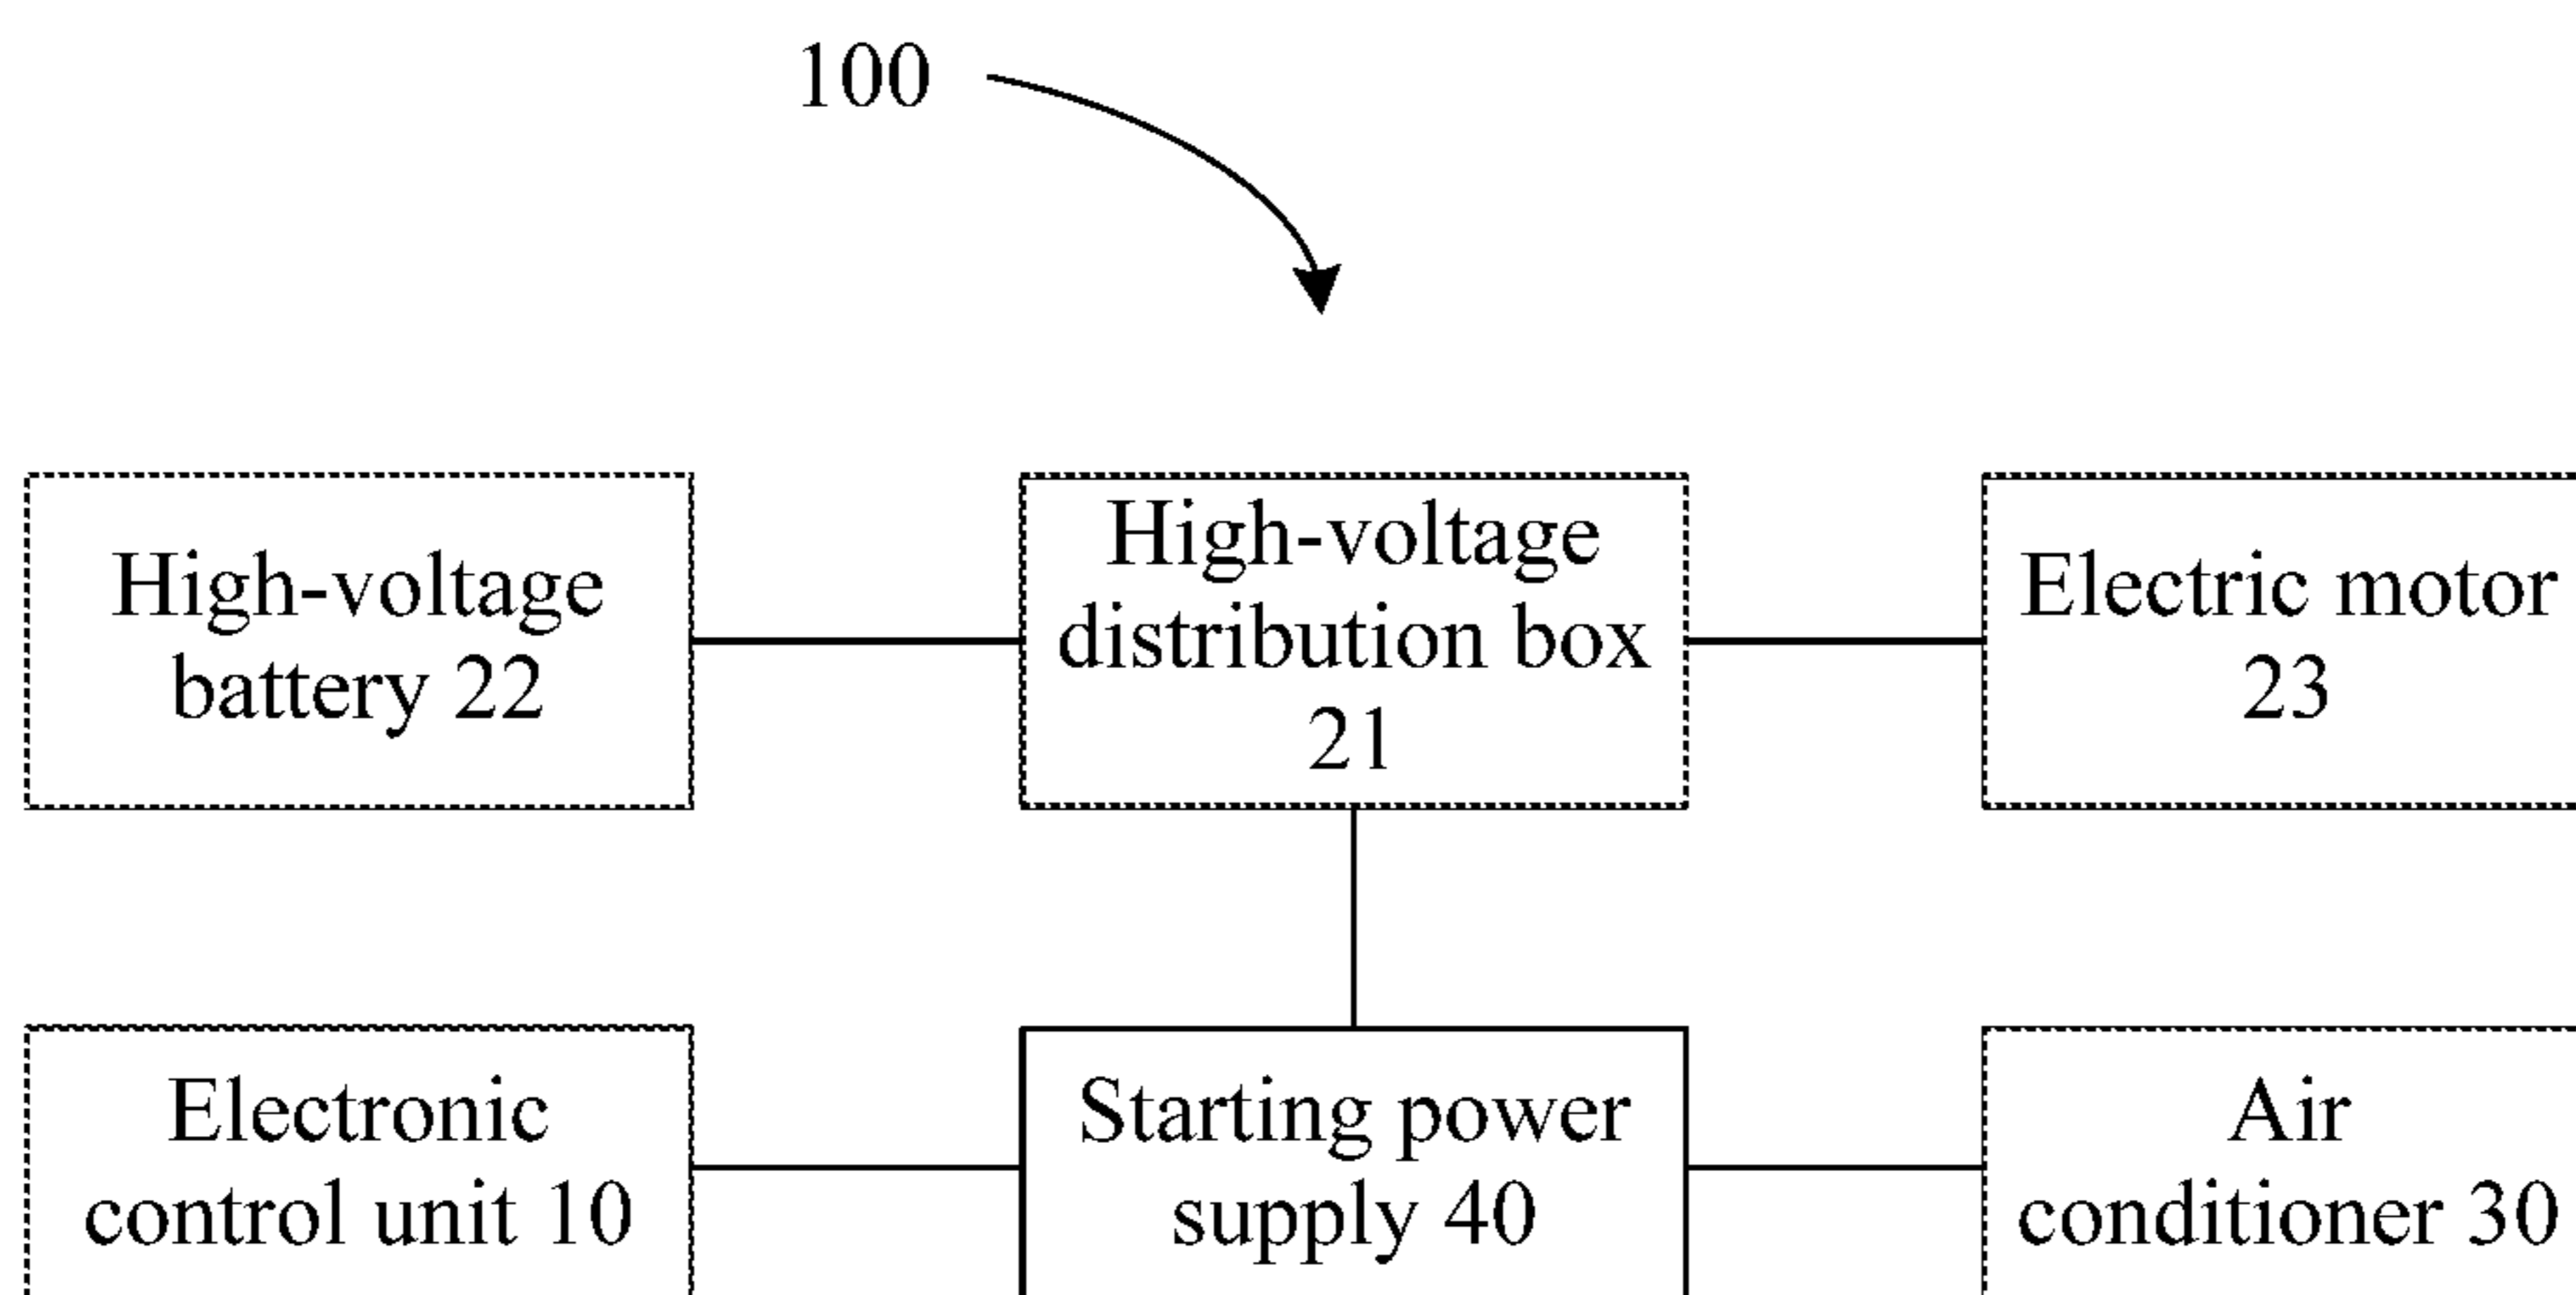 100
High-voltage
battery 22
High-voltage
distribution box
21
Electric motor
23
Electronic
control unit 10
Starting power
supply 40
Air
conditioner 30